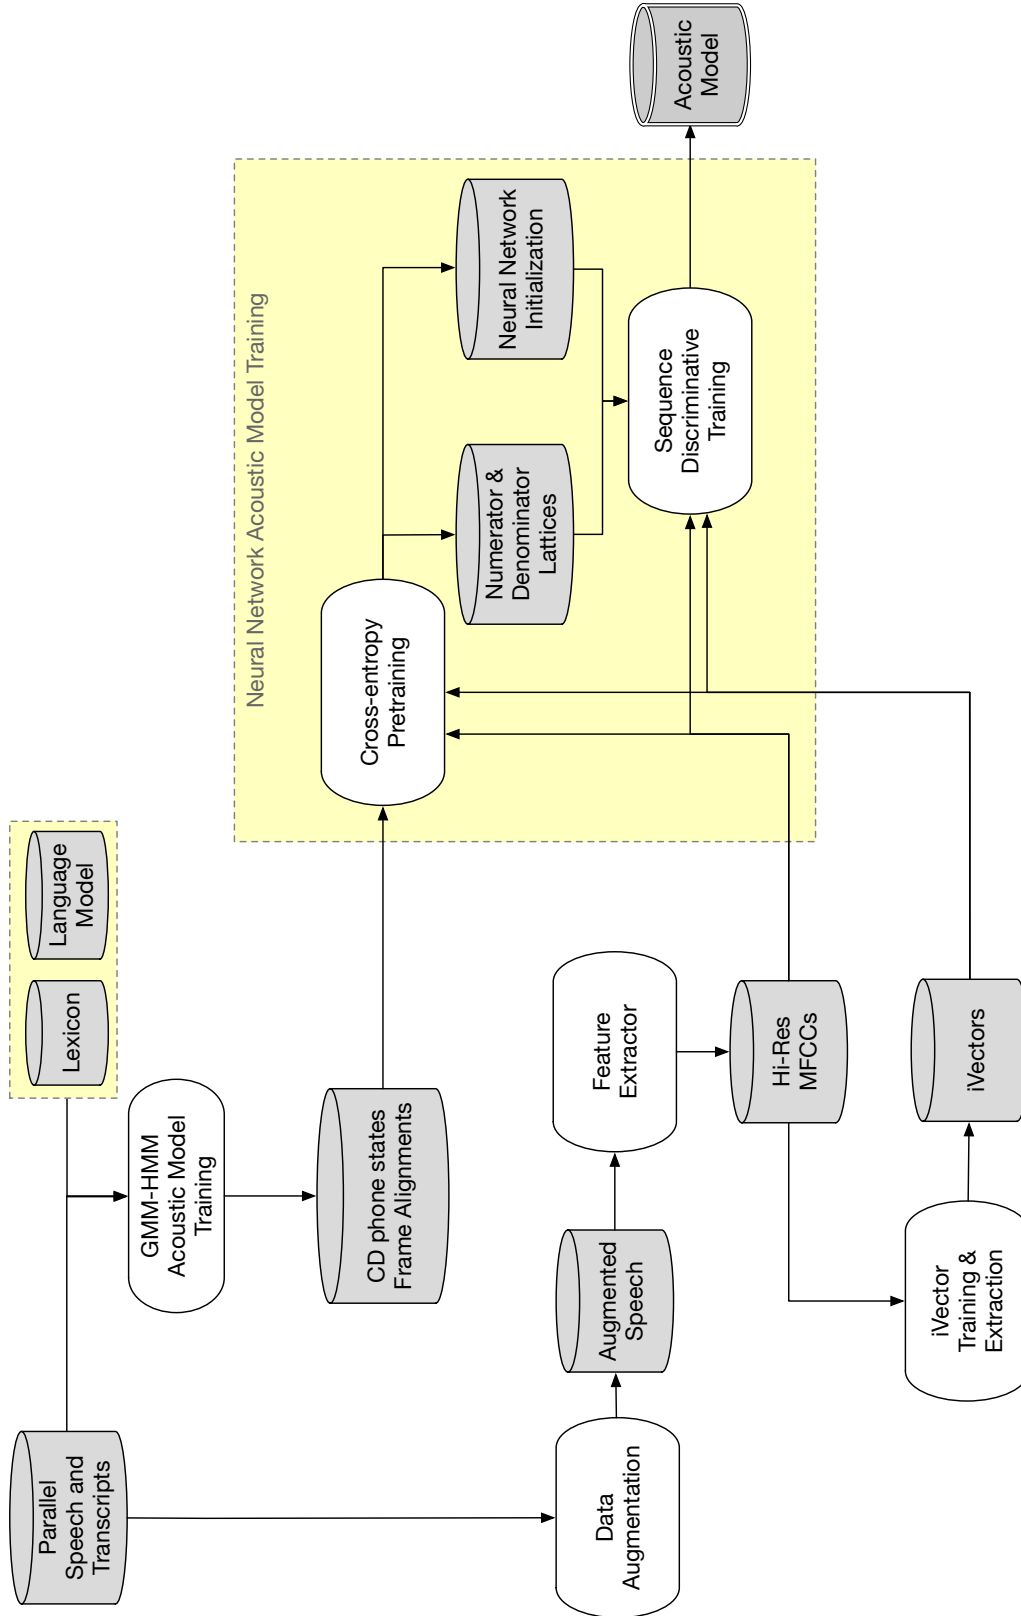 Parallel
Speech and
Transcripts
Lexicon
Language
Model
GMM-HMM
Acoustic Model
Training
CD phone states
Frame Alignments
Neural Network Acoustic Model Training
Cross-entropy
Pretraining
Numerator &
Denominator
Lattices
Neural Network
Initialization
Sequence
Discriminative
Training
Acoustic
Model
Data
Augmentation
Augmented
Speech
Feature
Extractor
Hi-Res
MFCCs
iVector
Training &
Extraction
iVectors